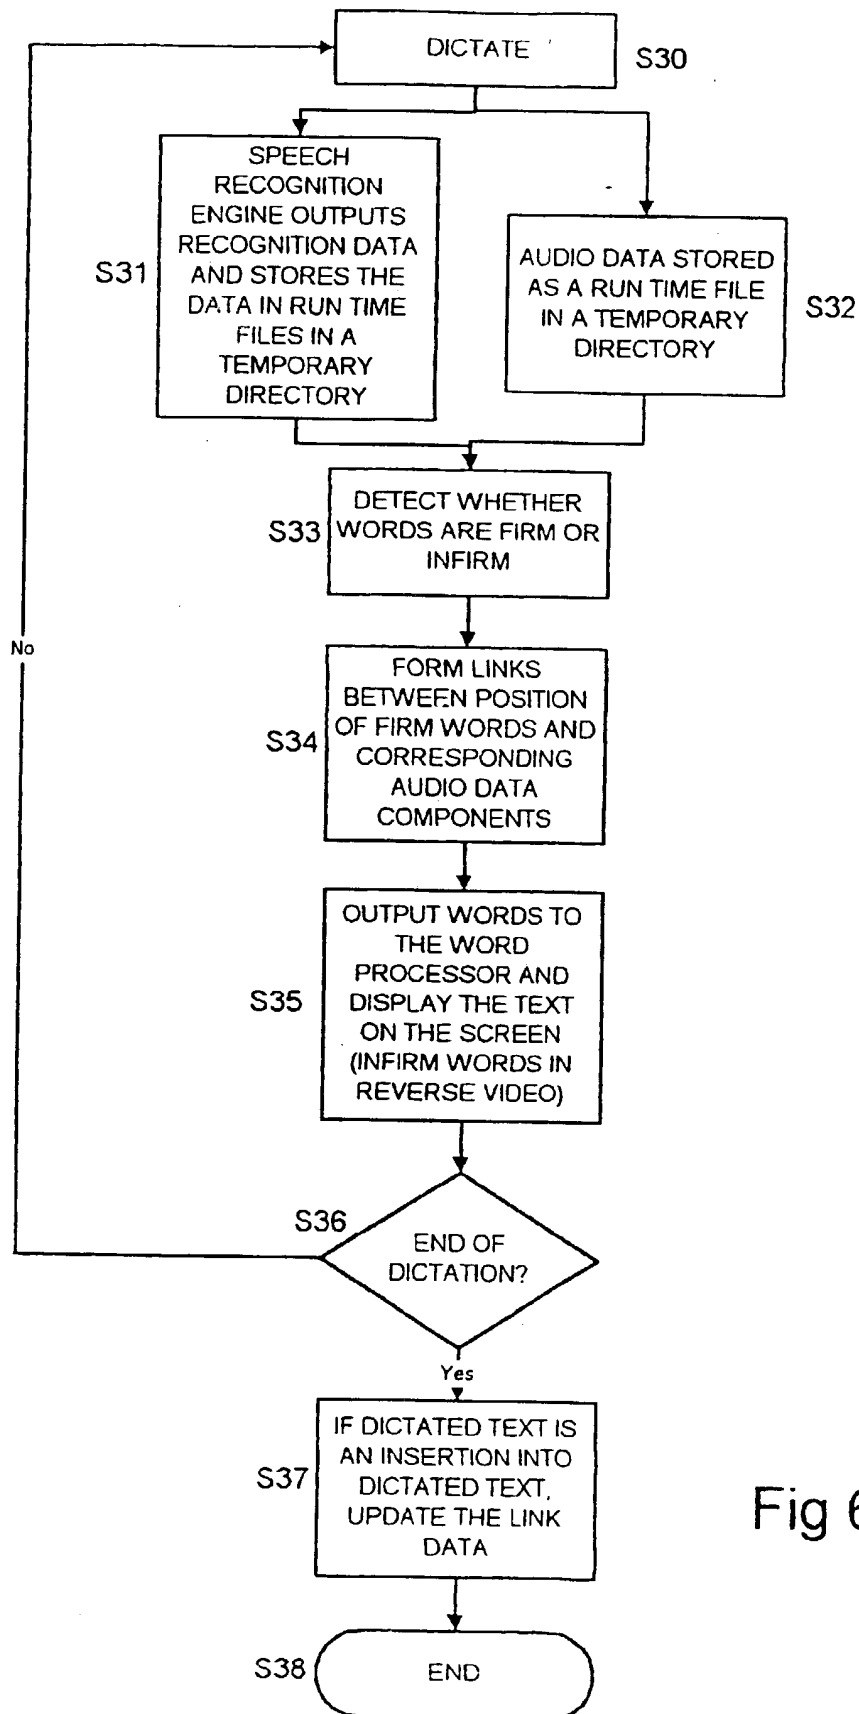 DICTATE
S30
SPEECH
RECOGNITION
ENGINE OUTPUTS
RECOGNITION DATA
AND STORES THE
DATA IN RUN TIME
FILES IN A
TEMPORARY
DIRECTORY
S31
AUDIO DATA STORED
AS A RUN TIME FILE
IN A TEMPORARY
DIRECTORY
S32
DETECT WHETHER
WORDS ARE FIRM OR
INFIRM
S33
No
FORM LINKS
BETWEEN POSITION
OF FIRM WORDS AND
CORRESPONDING
AUDIO DATA
COMPONENTS
S34
OUTPUT WORDS TO
THE WORD
PROCESSOR AND
DISPLAY THE TEXT
ON THE SCREEN
(INFIRM WORDS IN
REVERSE VIDEO)
S35
S36
END OF
DICTATION?
Yes
IF DICTATED TEXT IS
AN INSERTION INTO
DICTATED TEXT,
UPDATE THE LINK
DATA
S37
Fig 6
S38
END